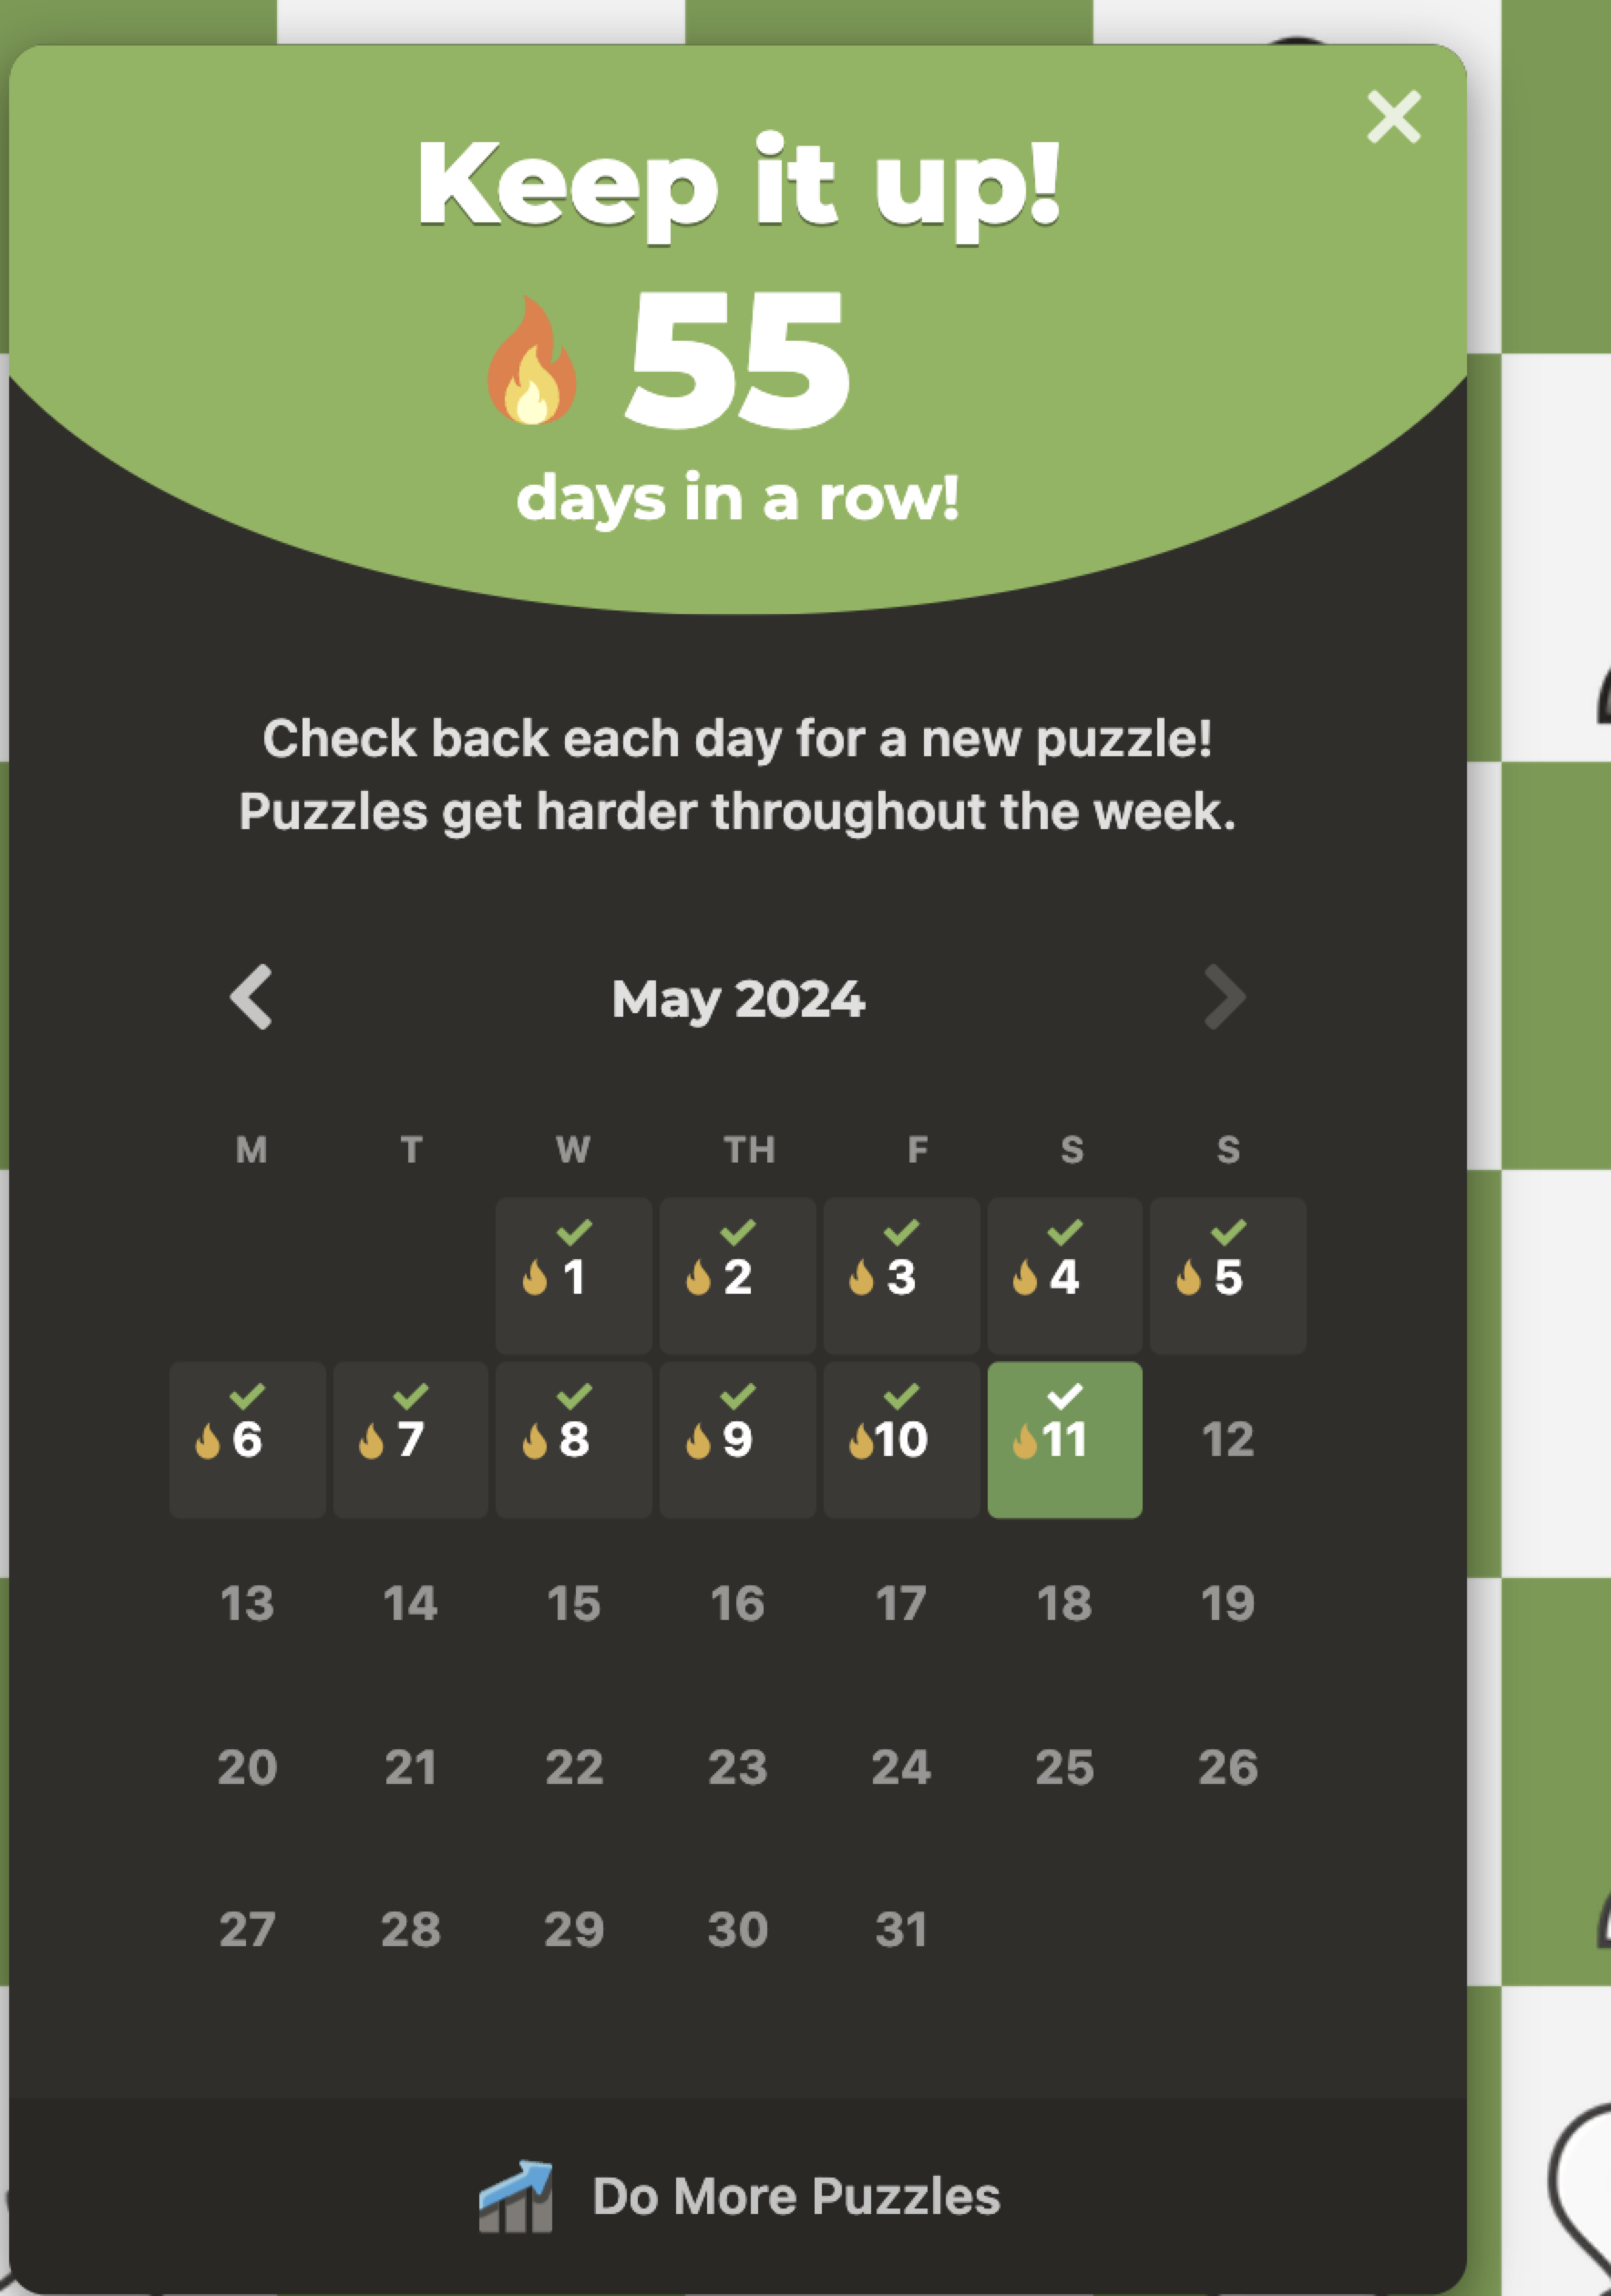 Keep it up!
55
days in a row!
Check back each day for a new puzzle!
Puzzles get harder throughout the week.
May 2024
M T W TH F S S
1 2 3 4 5
6 7 8 9 10 11 12
13 14 15 16 17 18 19
20 21 22 23 24 25 26
27 28 29 30 31
Do More Puzzles